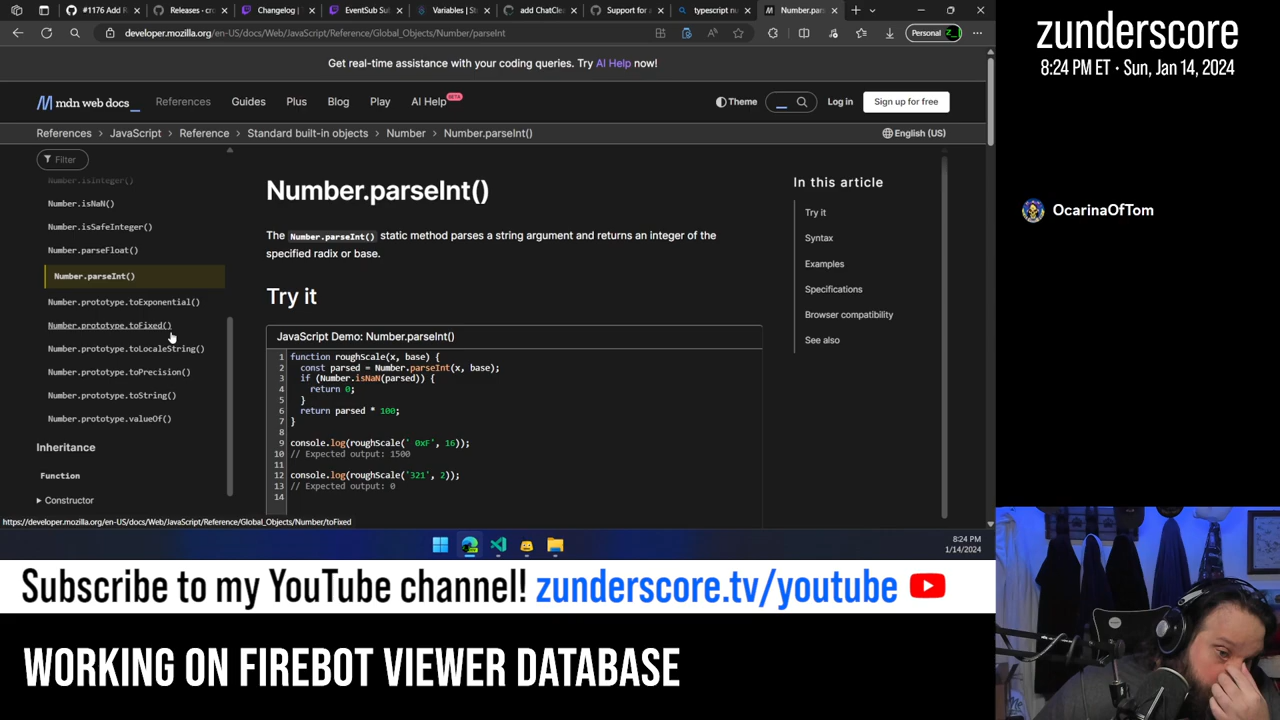 #1176 Add R
Releases - cro
Changelog |
EventSub Su
Variables | St
add ChatCles
Support for a
typescript nu
Number.pars
developer.mozilla.org/en-US/docs/Web/JavaScript/Reference/Global_Objects/Number/parseInt
Personal
Get real-time assistance with your coding queries. Try AI Help now!
mdn web docs_
References
Guides
Plus
Blog
Play
AI Help BETA
Theme
Log in
Sign up for free
References > JavaScript > Reference > Standard built-in objects > Number > Number.parseInt()
English (US)
Filter
Number.isInteger()
Number.isNaN()
Number.isSafeInteger()
Number.parseFloat()
Number.parseInt()
Number.prototype.toExponential()
Number.prototype.toFixed()
Number.prototype.toLocaleString()
Number.prototype.toPrecision()
Number.prototype.toString()
Number.prototype.valueOf()
Inheritance
Function
Constructor
https://developer.mozilla.org/en-US/docs/Web/JavaScript/Reference/Global_Objects/Number/toFixed
Number.parseInt()
The Number.parseInt() static method parses a string argument and returns an integer of the
specified radix or base.
Try it
JavaScript Demo: Number.parseInt()
1 function roughScale(x, base) {
2 const parsed = Number.parseInt(x, base);
3 if (Number.isNaN(parsed)) {
4 return 0;
5 }
6 return parsed * 100;
7 }
8
9 console.log(roughScale(' 0xF', 16));
10 // Expected output: 1500
11
12 console.log(roughScale('321', 2));
13 // Expected output: 0
14
In this article
Try it
Syntax
Examples
Specifications
Browser compatibility
See also
8:24 PM
1/14/2024
zunderscore
8:24 PM ET • Sun, Jan 14, 2024
OcarinaOfTom
Subscribe to my YouTube channel! zunderscore.tv/youtube
WORKING ON FIREBOT VIEWER DATABASE